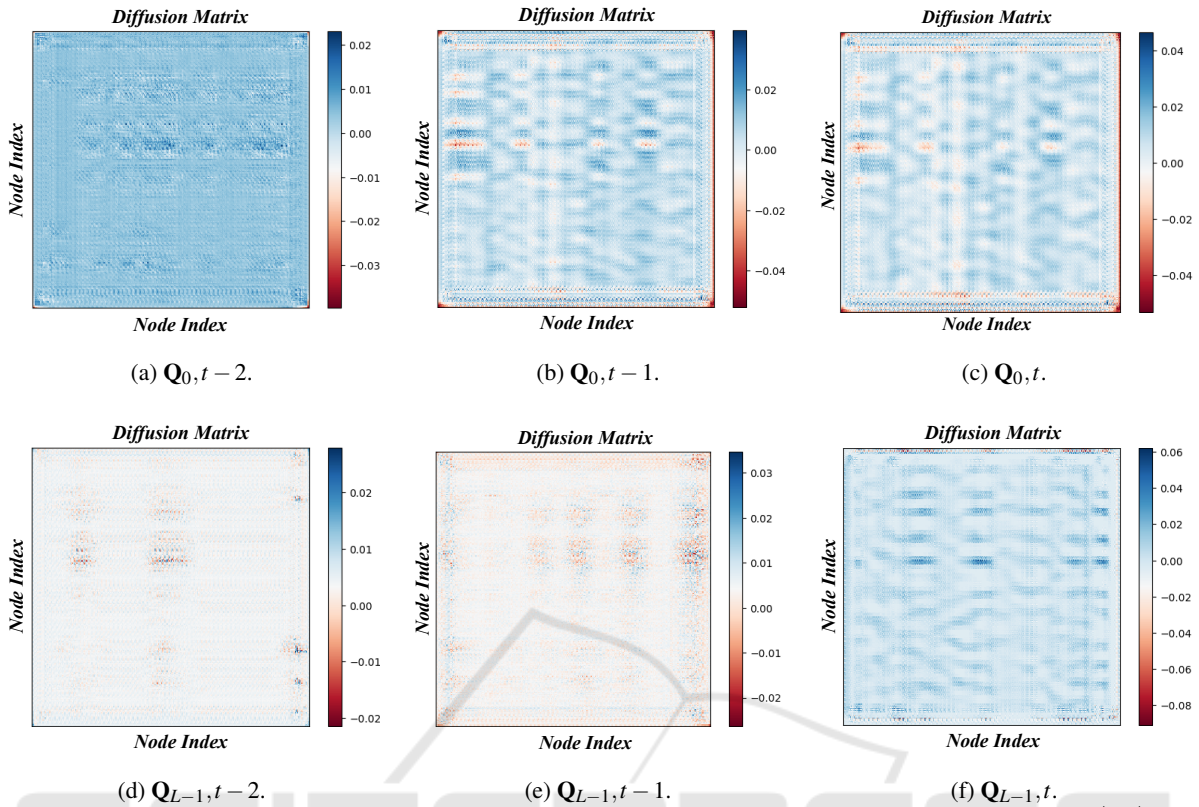 Diffusion Matrix
Node Index
0.02
0.01
0.00
−0.01
−0.02
−0.03
Node Index
(a) Q₀, t − 2.
Diffusion Matrix
Node Index
0.02
0.00
−0.02
−0.04
Node Index
(b) Q₀, t − 1.
Diffusion Matrix
Node Index
0.04
0.02
0.00
−0.02
−0.04
Node Index
(c) Q₀, t.
Diffusion Matrix
Node Index
0.02
0.01
0.00
−0.01
−0.02
Node Index
(d) Q_{L−1}, t − 2.
Diffusion Matrix
Node Index
0.03
0.02
0.01
0.00
−0.01
−0.02
Node Index
(e) Q_{L−1}, t − 1.
Diffusion Matrix
Node Index
0.06
0.04
0.02
0.00
−0.02
−0.04
−0.06
−0.08
Node Index
(f) Q_{L−1}, t.